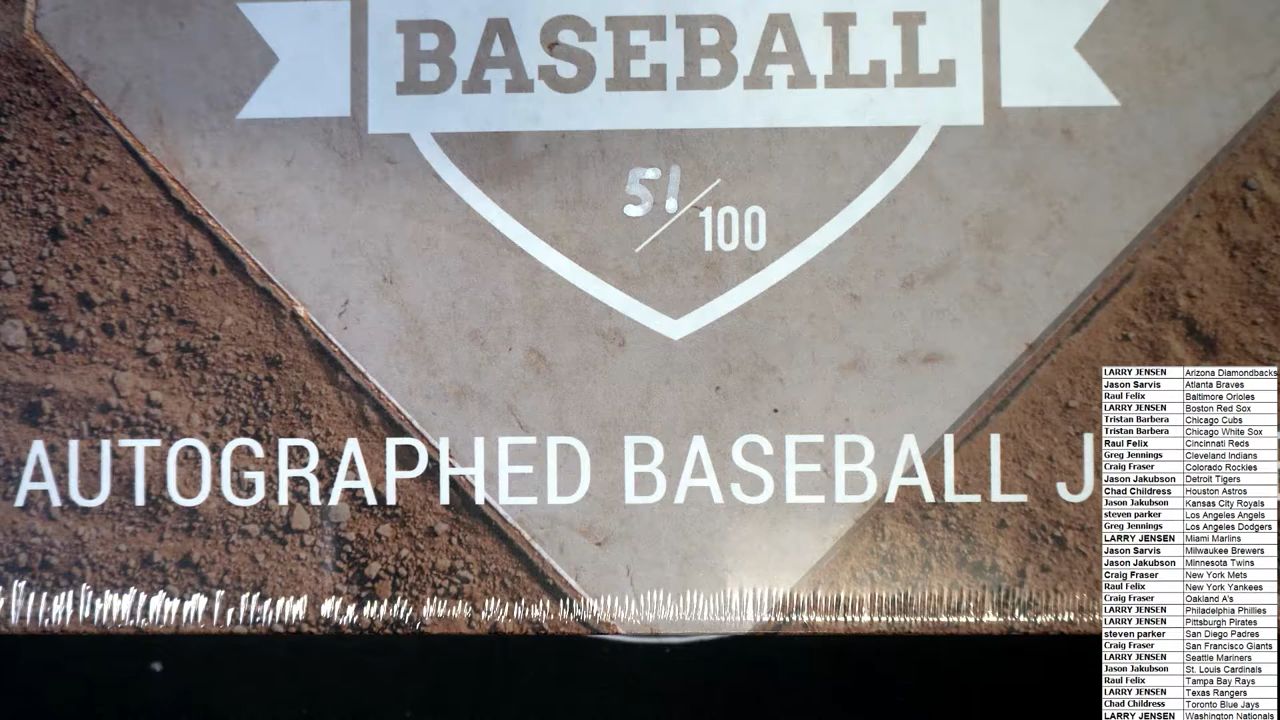 BASEBALL
51/100
AUTOGRAPHED BASEBALL J
LARRY JENSEN Arizona Diamondbacks
Jason Sarvis Atlanta Braves
Raul Felix Baltimore Orioles
LARRY JENSEN Boston Red Sox
Tristan Barbera Chicago Cubs
Tristan Barbera Chicago White Sox
Raul Felix Cincinnati Reds
Greg Jennings Cleveland Indians
Craig Fraser Colorado Rockies
Jason Jakubson Detroit Tigers
Chad Childress Houston Astros
Jason Jakubson Kansas City Royals
steven parker Los Angeles Angels
Greg Jennings Los Angeles Dodgers
LARRY JENSEN Miami Marlins
Jason Sarvis Milwaukee Brewers
Jason Jakubson Minnesota Twins
Craig Fraser New York Mets
Raul Felix New York Yankees
Craig Fraser Oakland A's
LARRY JENSEN Philadelphia Phillies
LARRY JENSEN Pittsburgh Pirates
steven parker San Diego Padres
Craig Fraser San Francisco Giants
LARRY JENSEN Seattle Mariners
Jason Jakubson St. Louis Cardinals
Raul Felix Tampa Bay Rays
LARRY JENSEN Texas Rangers
Chad Childress Toronto Blue Jays
LARRY JENSEN Washington Nationals